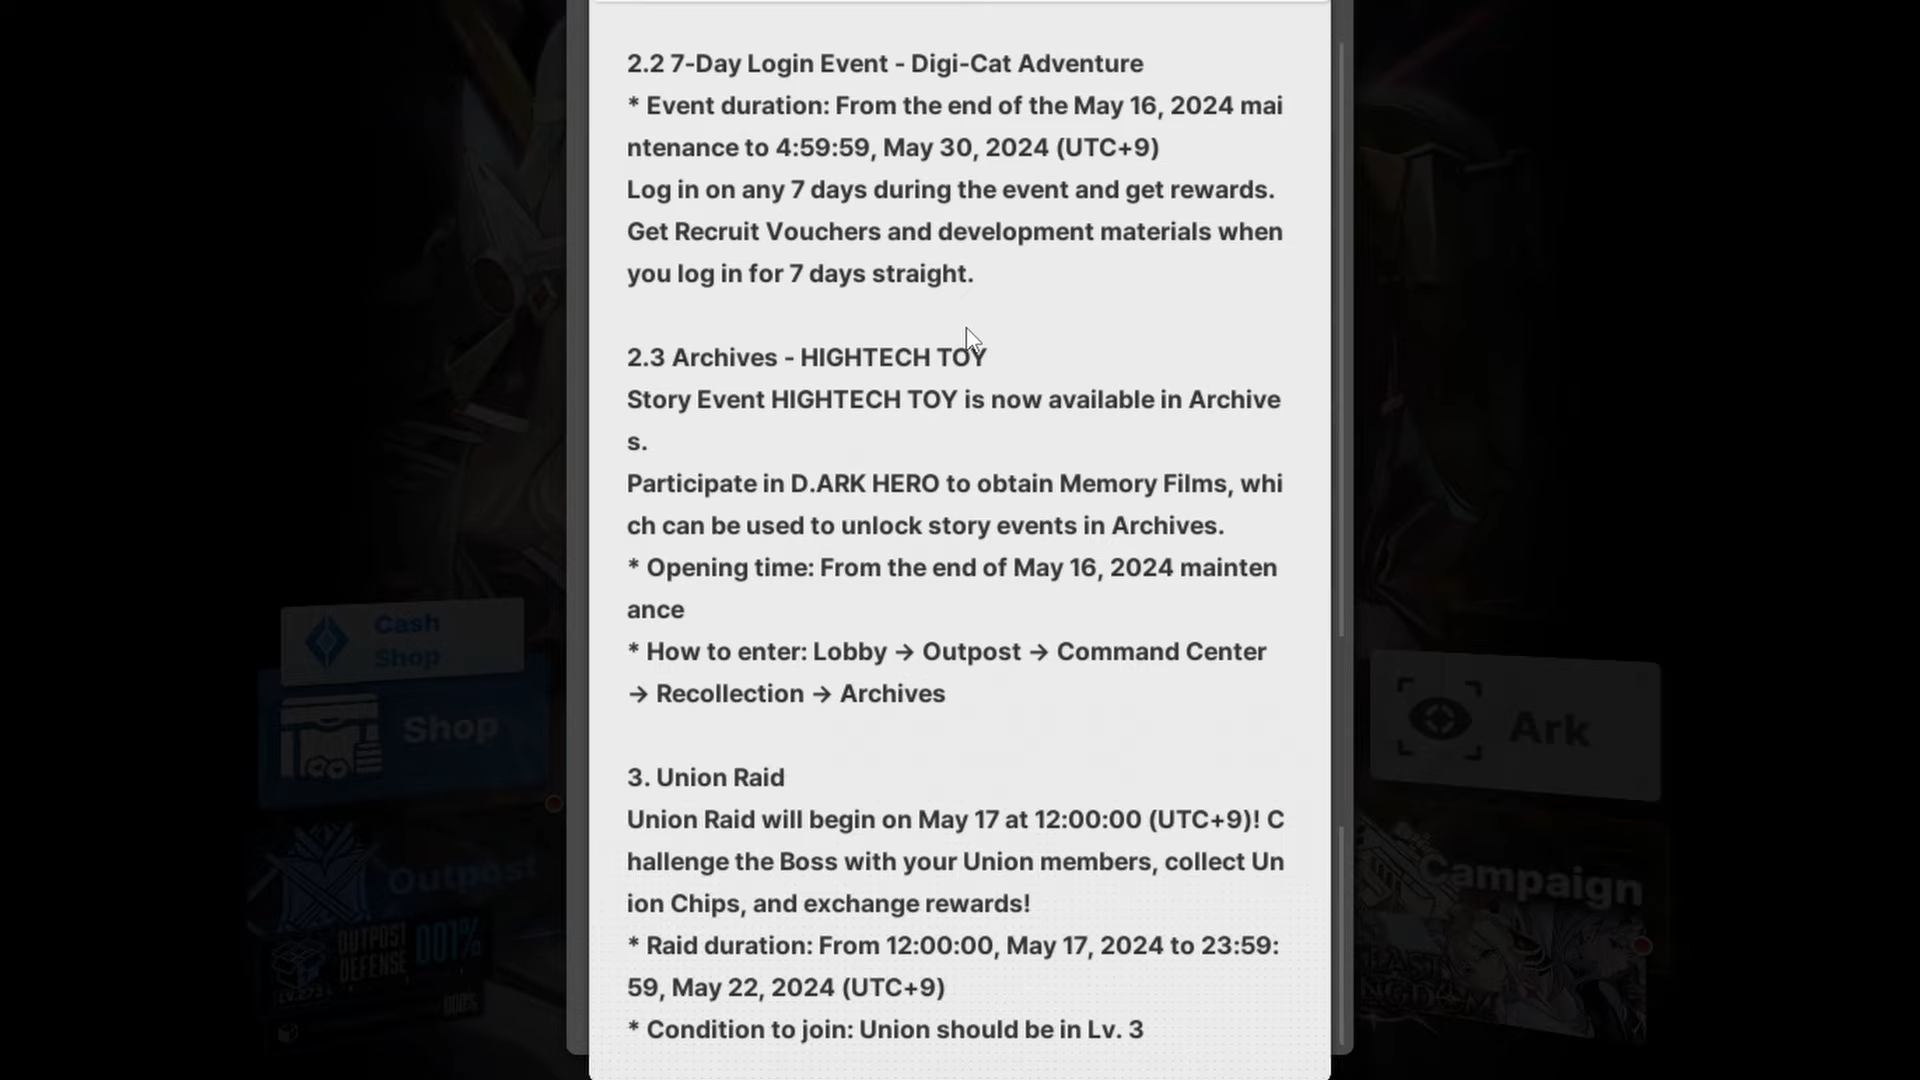 2.2 7-Day Login Event - Digi-Cat Adventure
* Event duration: From the end of the May 16, 2024 mai
ntenance to 4:59:59, May 30, 2024 (UTC+9)
Log in on any 7 days during the event and get rewards.
Get Recruit Vouchers and development materials when
you log in for 7 days straight.
2.3 Archives - HIGHTECH TOY
Story Event HIGHTECH TOY is now available in Archive
s.
Participate in D.ARK HERO to obtain Memory Films, whi
ch can be used to unlock story events in Archives.
* Opening time: From the end of May 16, 2024 mainten
ance
* How to enter: Lobby → Outpost → Command Center
→ Recollection → Archives
3. Union Raid
Union Raid will begin on May 17 at 12:00:00 (UTC+9)! C
hallenge the Boss with your Union members, collect Un
ion Chips, and exchange rewards!
* Raid duration: From 12:00:00, May 17, 2024 to 23:59:
59, May 22, 2024 (UTC+9)
* Condition to join: Union should be in Lv. 3
Cash
Shop
Shop
Outpost
OUTPOST
DEFENSE
001%
LV.273
000%
Ark
Campaign